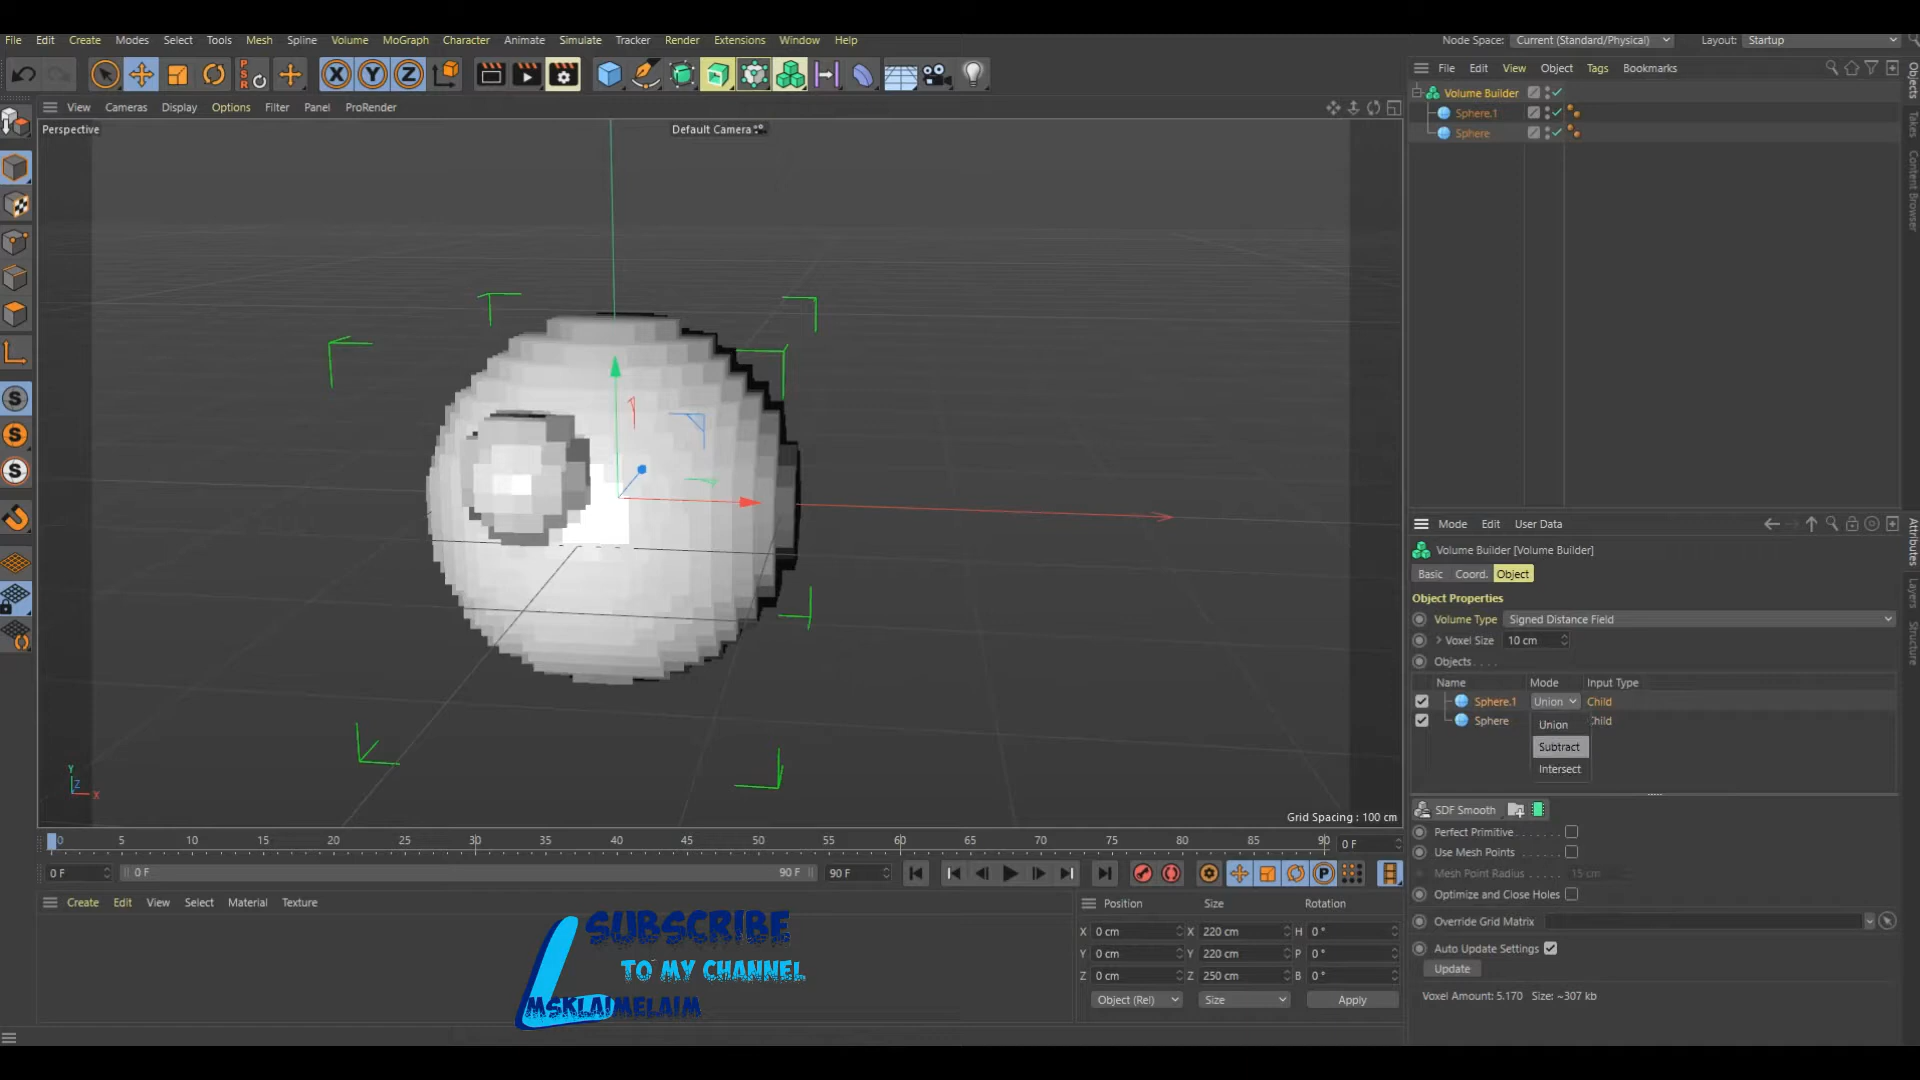 File Edit Create Modes Select Tools Mesh Spline Volume MoGraph Character Animate Simulate Tracker Render Extensions Window Help
Node Space: Current (Standard/Physical) Layout: Startup
View Cameras Display Options Filter Panel ProRender
File Edit View Object Tags Bookmarks
Perspective
Default Camera
Volume Builder
Sphere.1
Sphere
Objects
Takes
Content Browser
Mode Edit User Data
Volume Builder [Volume Builder]
Basic Coord. Object
Object Properties
Volume Type Signed Distance Field
Voxel Size 10 cm
Objects . . . .
Name Mode Input Type
Sphere.1 Union Child
Sphere Child
Union
Subtract
Intersect
SDF Smooth
Perfect Primitive
Use Mesh Points
Mesh Point Radius 15 cm
Optimize and Close Holes
Override Grid Matrix
Auto Update Settings
Update
Voxel Amount: 5.170 Size: ~307 kb
Attributes
Layers
Structure
Y
Z
X
Grid Spacing : 100 cm
0 5 10 15 20 25 30 35 40 45 50 55 60 65 70 75 80 85 90 0 F
0 F 0 F 90 F 90 F
Create Edit View Select Material Texture
Position Size Rotation
X 0 cm X 220 cm H 0 °
Y 0 cm Y 220 cm P 0 °
Z 0 cm Z 250 cm B 0 °
Object (Rel) Size Apply
SUBSCRIBE
TO MY CHANNEL
MSKLAIMELAIM